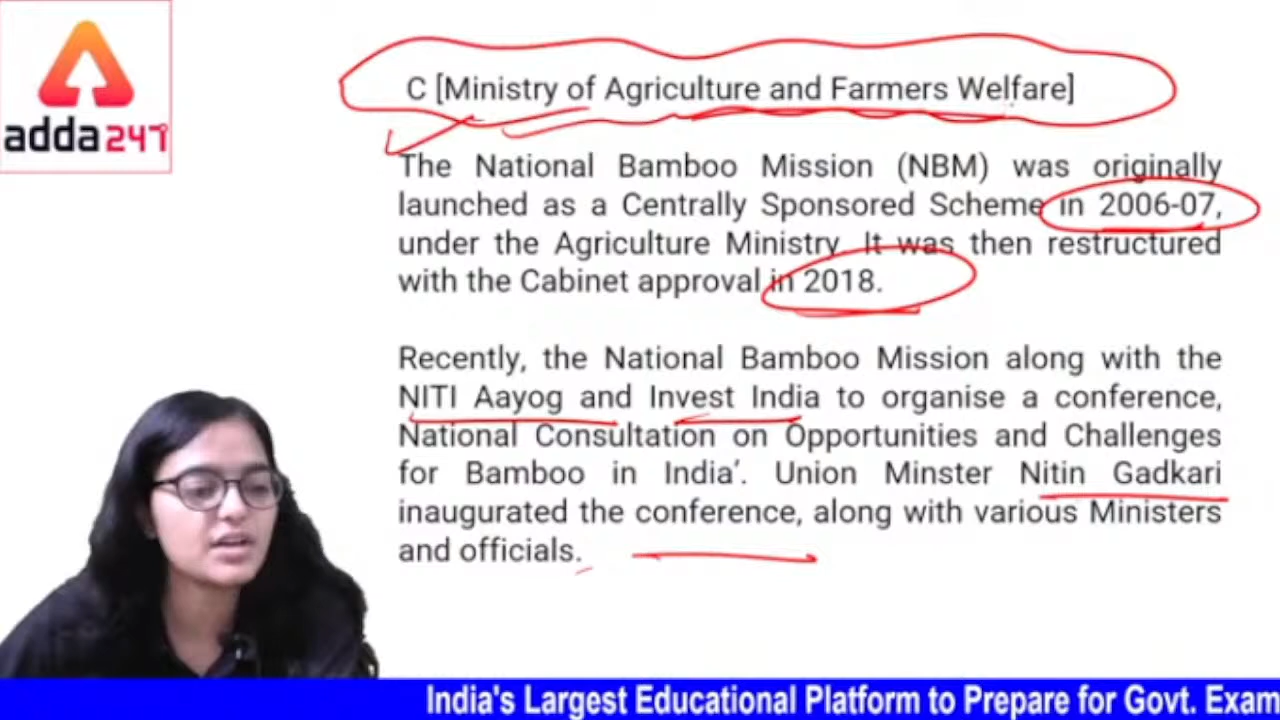 adda247
C [Ministry of Agriculture and Farmers Welfare]
The National Bamboo Mission (NBM) was originally
launched as a Centrally Sponsored Scheme in 2006-07,
under the Agriculture Ministry. It was then restructured
with the Cabinet approval in 2018.
Recently, the National Bamboo Mission along with the
NITI Aayog and Invest India to organise a conference,
National Consultation on Opportunities and Challenges
for Bamboo in India’. Union Minster Nitin Gadkari
inaugurated the conference, along with various Ministers
and officials.
India's Largest Educational Platform to Prepare for Govt. Exam